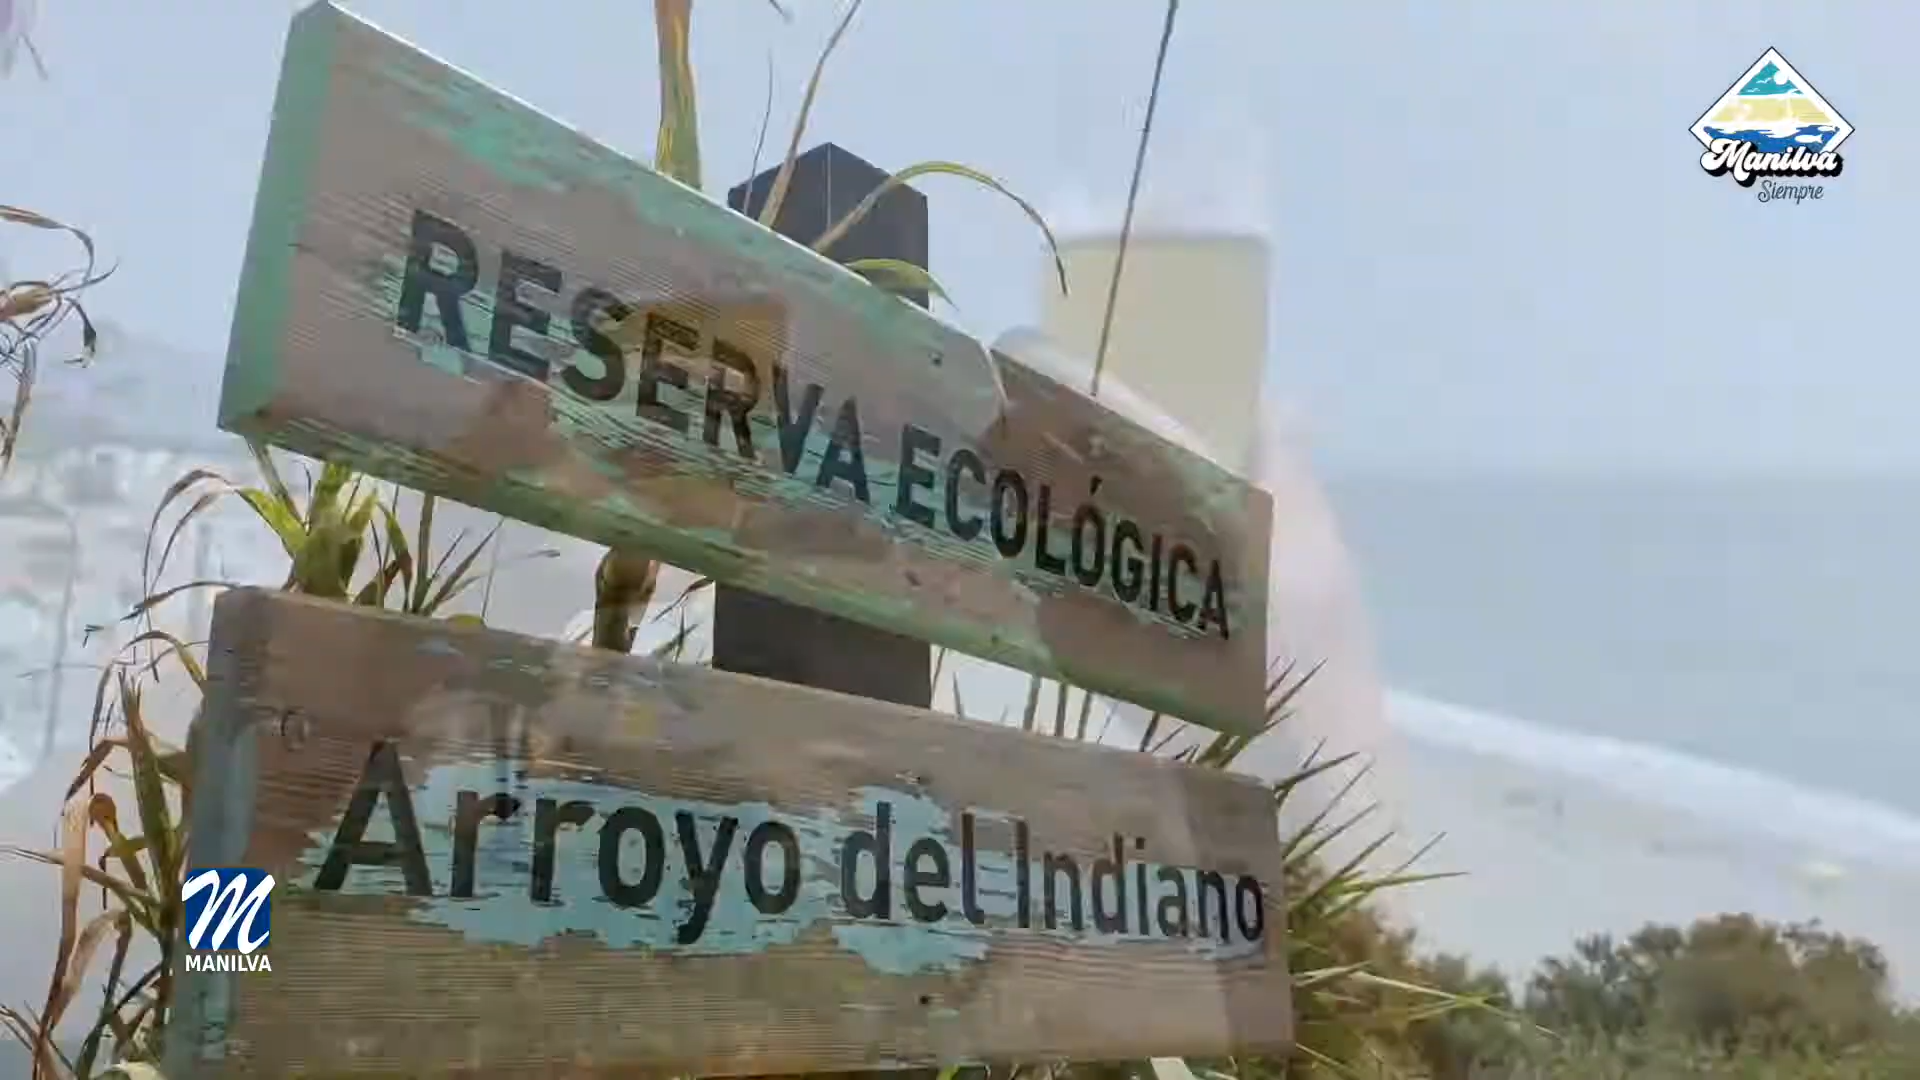 Manilva
Siempre
RESERVA ECOLÓGICA
Arroyo del Indiano
M
MANILVA